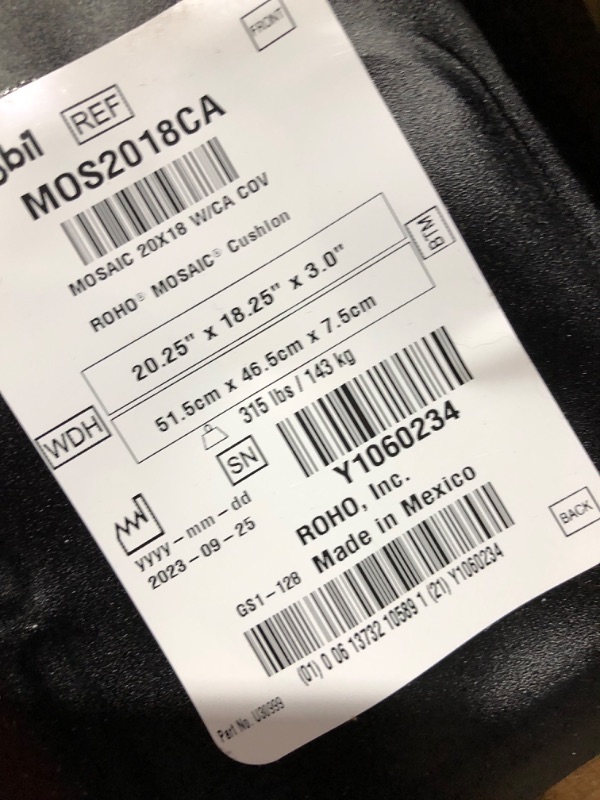 FRONT
bil
REF
MOS2018CA
MOSAIC 20X18 W/CA COV
ROHO® MOSAIC® Cushion
BTM
20.25" x 18.25" x 3.0"
51.5cm x 46.5cm x 7.5cm
WDH
315 lbs / 143 kg
SN
Y1060234
yyyy-mm-dd
2023-09-25
ROHO, Inc.
Made in Mexico
BACK
GS1-128
(01) 0 06 13732 10589 1 (21) Y1060234
Part No. U30999